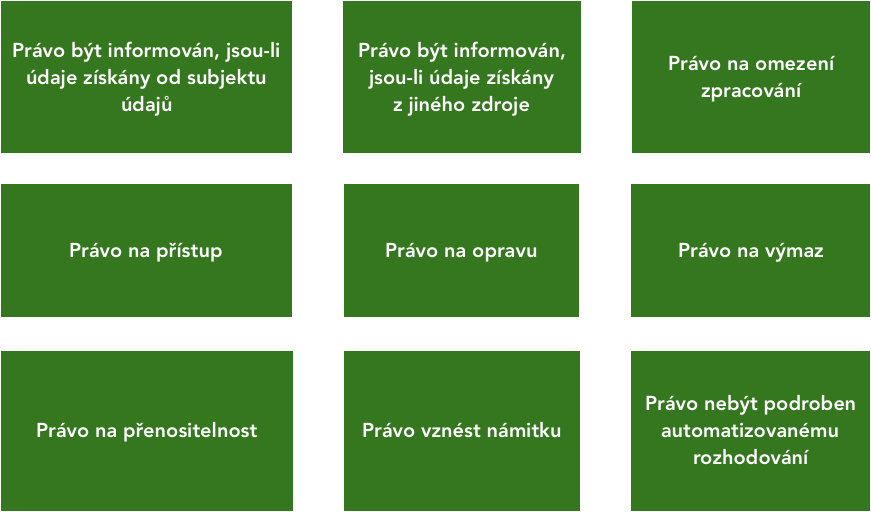 Právo být informován, jsou-li
údaje získány od subjektu
údajů
Právo být informován,
jsou-li údaje získány
z jiného zdroje
Právo na omezení
zpracování
Právo na přístup
Právo na opravu
Právo na výmaz
Právo na přenositelnost
Právo vznést námitku
Právo nebýt podroben
automatizovanému
rozhodování